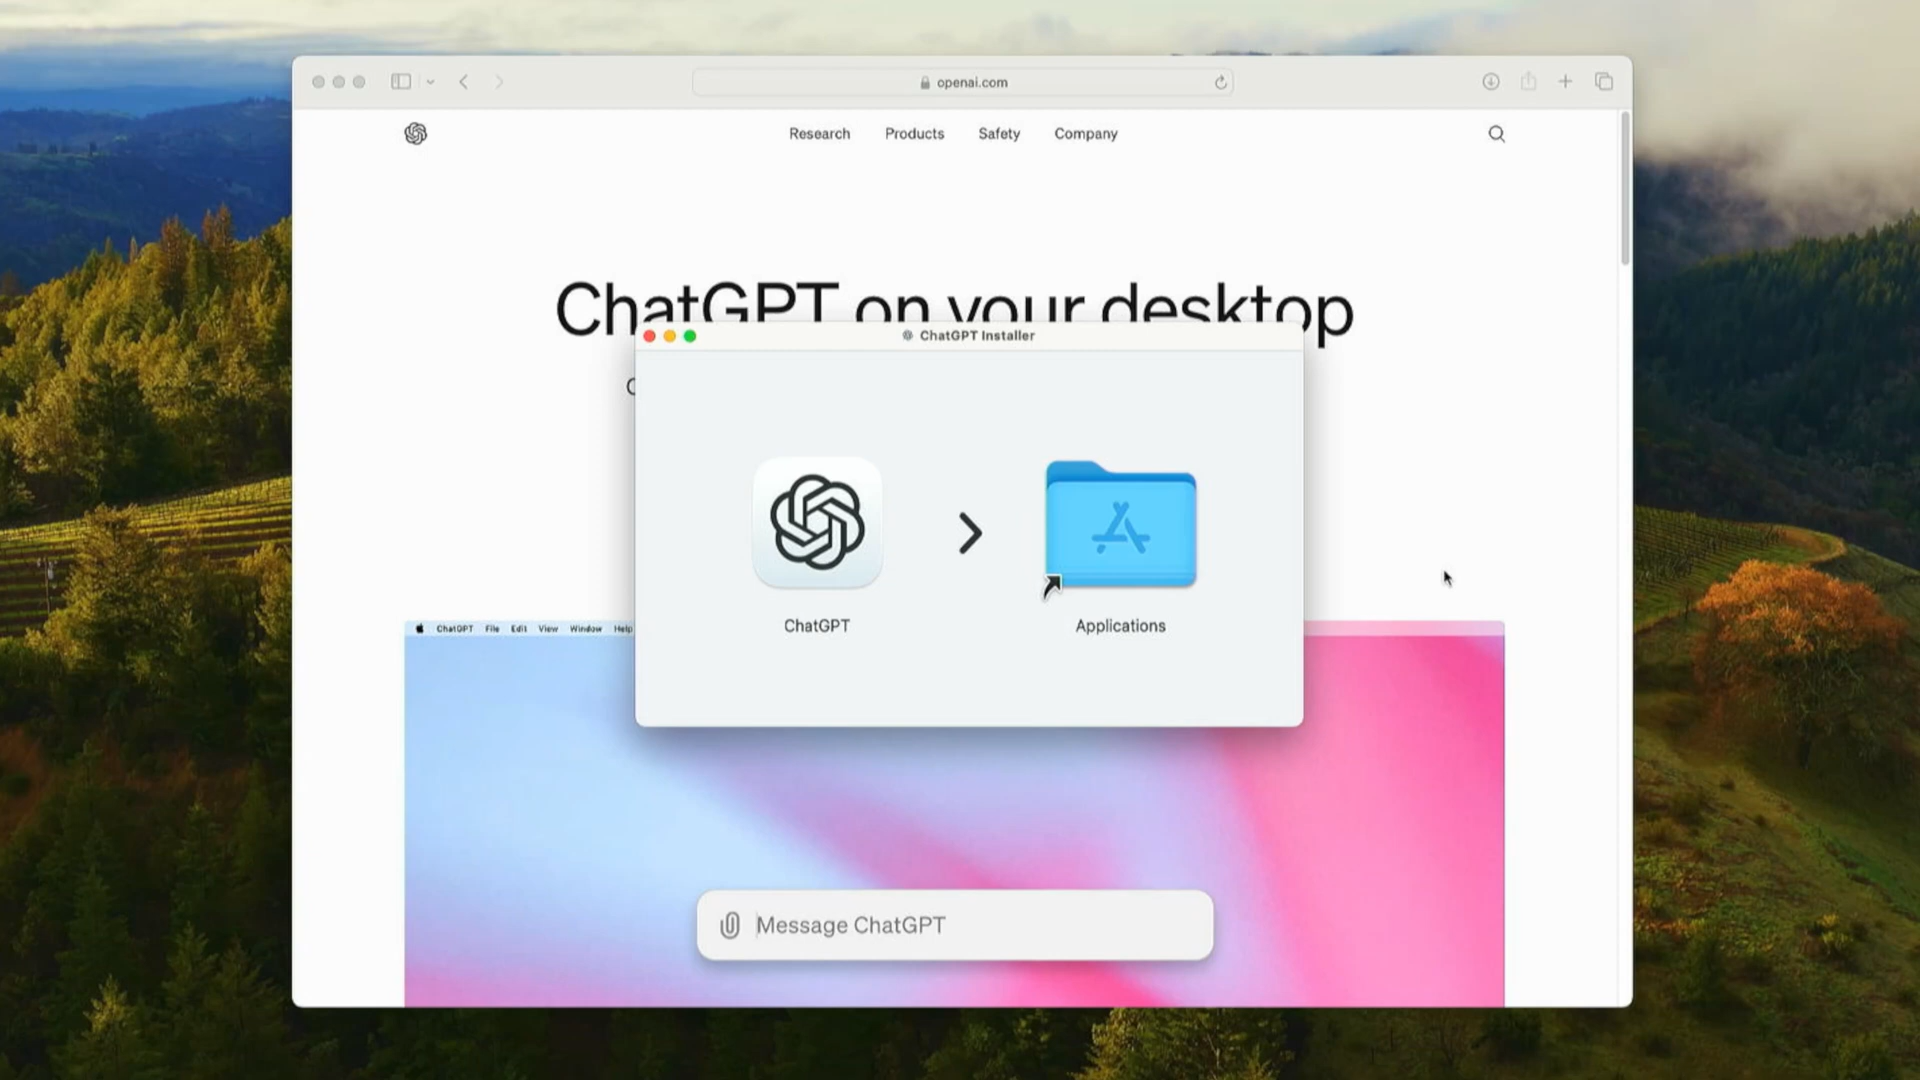 openai.com
Research Products Safety Company
ChatGPT on your desktop
ChatGPT Installer
ChatGPT
Applications
ChatGPT File Edit View Window Help
Message ChatGPT